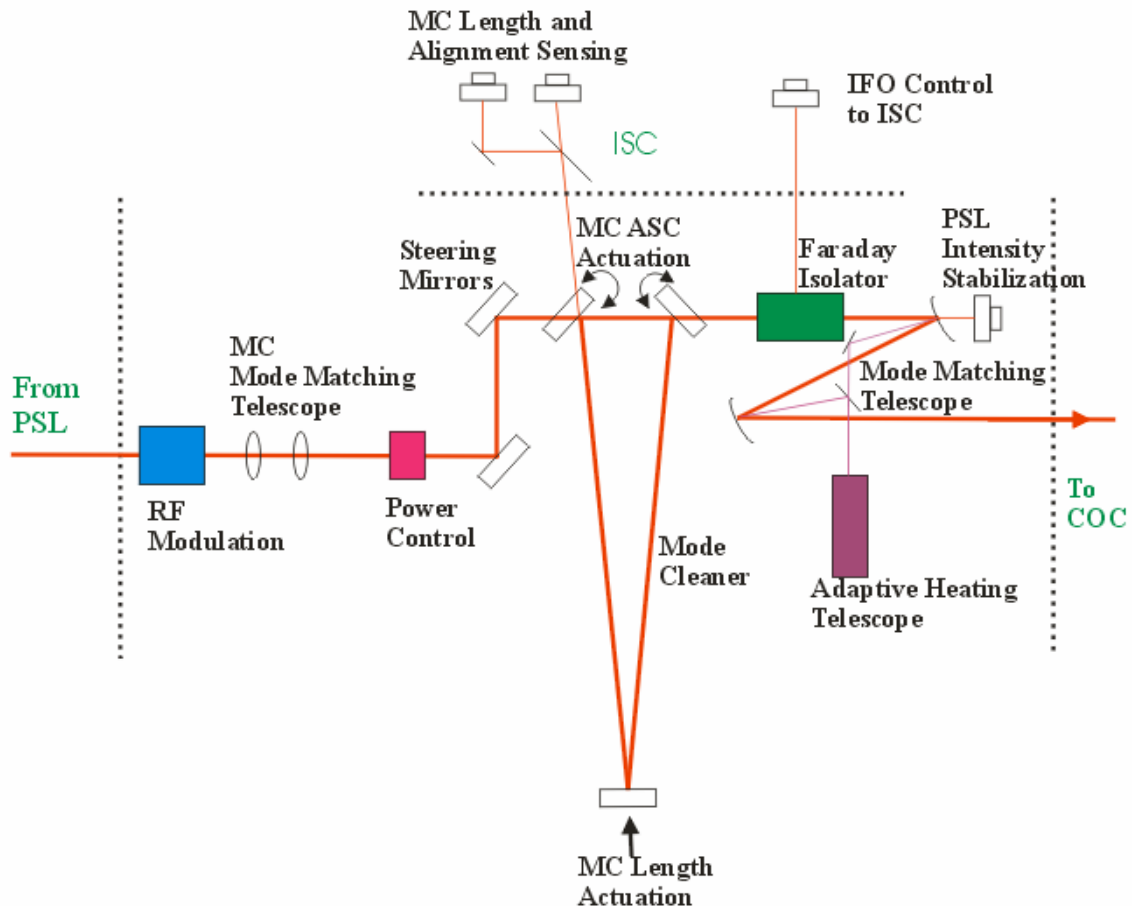 MC Length and
Alignment Sensing
IFO Control
to ISC
ISC
MC ASC
Actuation
Steering
Mirrors
Faraday
Isolator
PSL
Intensity
Stabilization
MC
Mode Matching
Telescope
From
PSL
Mode Matching
Telescope
RF
Modulation
Power
Control
To
COC
Mode
Cleaner
Adaptive Heating
Telescope
MC Length
Actuation